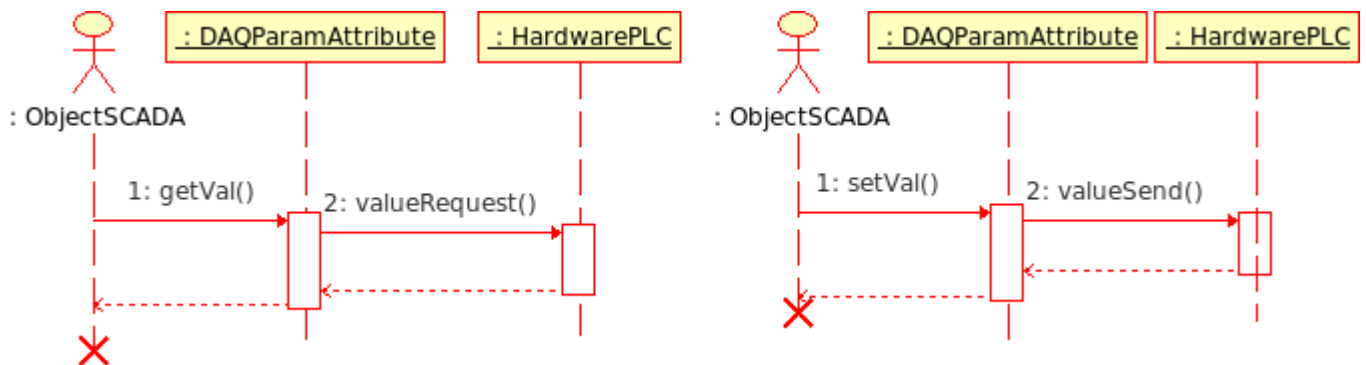 : DAQParamAttribute
: HardwarePLC
: ObjectSCADA
1: getVal()
2: valueRequest()
: DAQParamAttribute
: HardwarePLC
: ObjectSCADA
1: setVal()
2: valueSend()